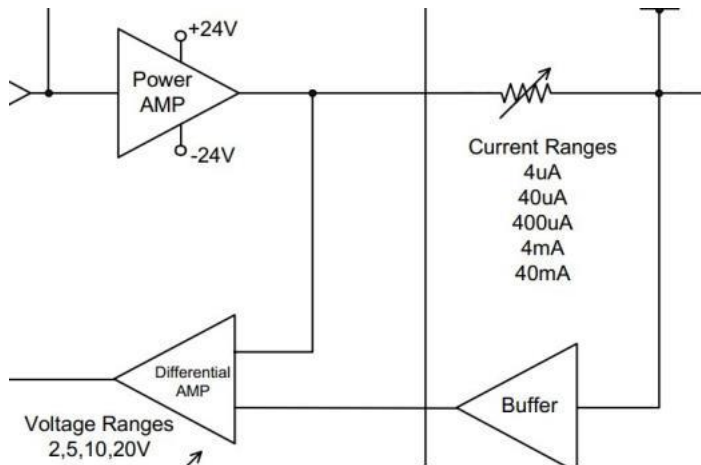 +24V
Power
AMP
-24V
Current Ranges
4uA
40uA
400uA
4mA
40mA
Differential
AMP
Buffer
Voltage Ranges
2,5,10,20V